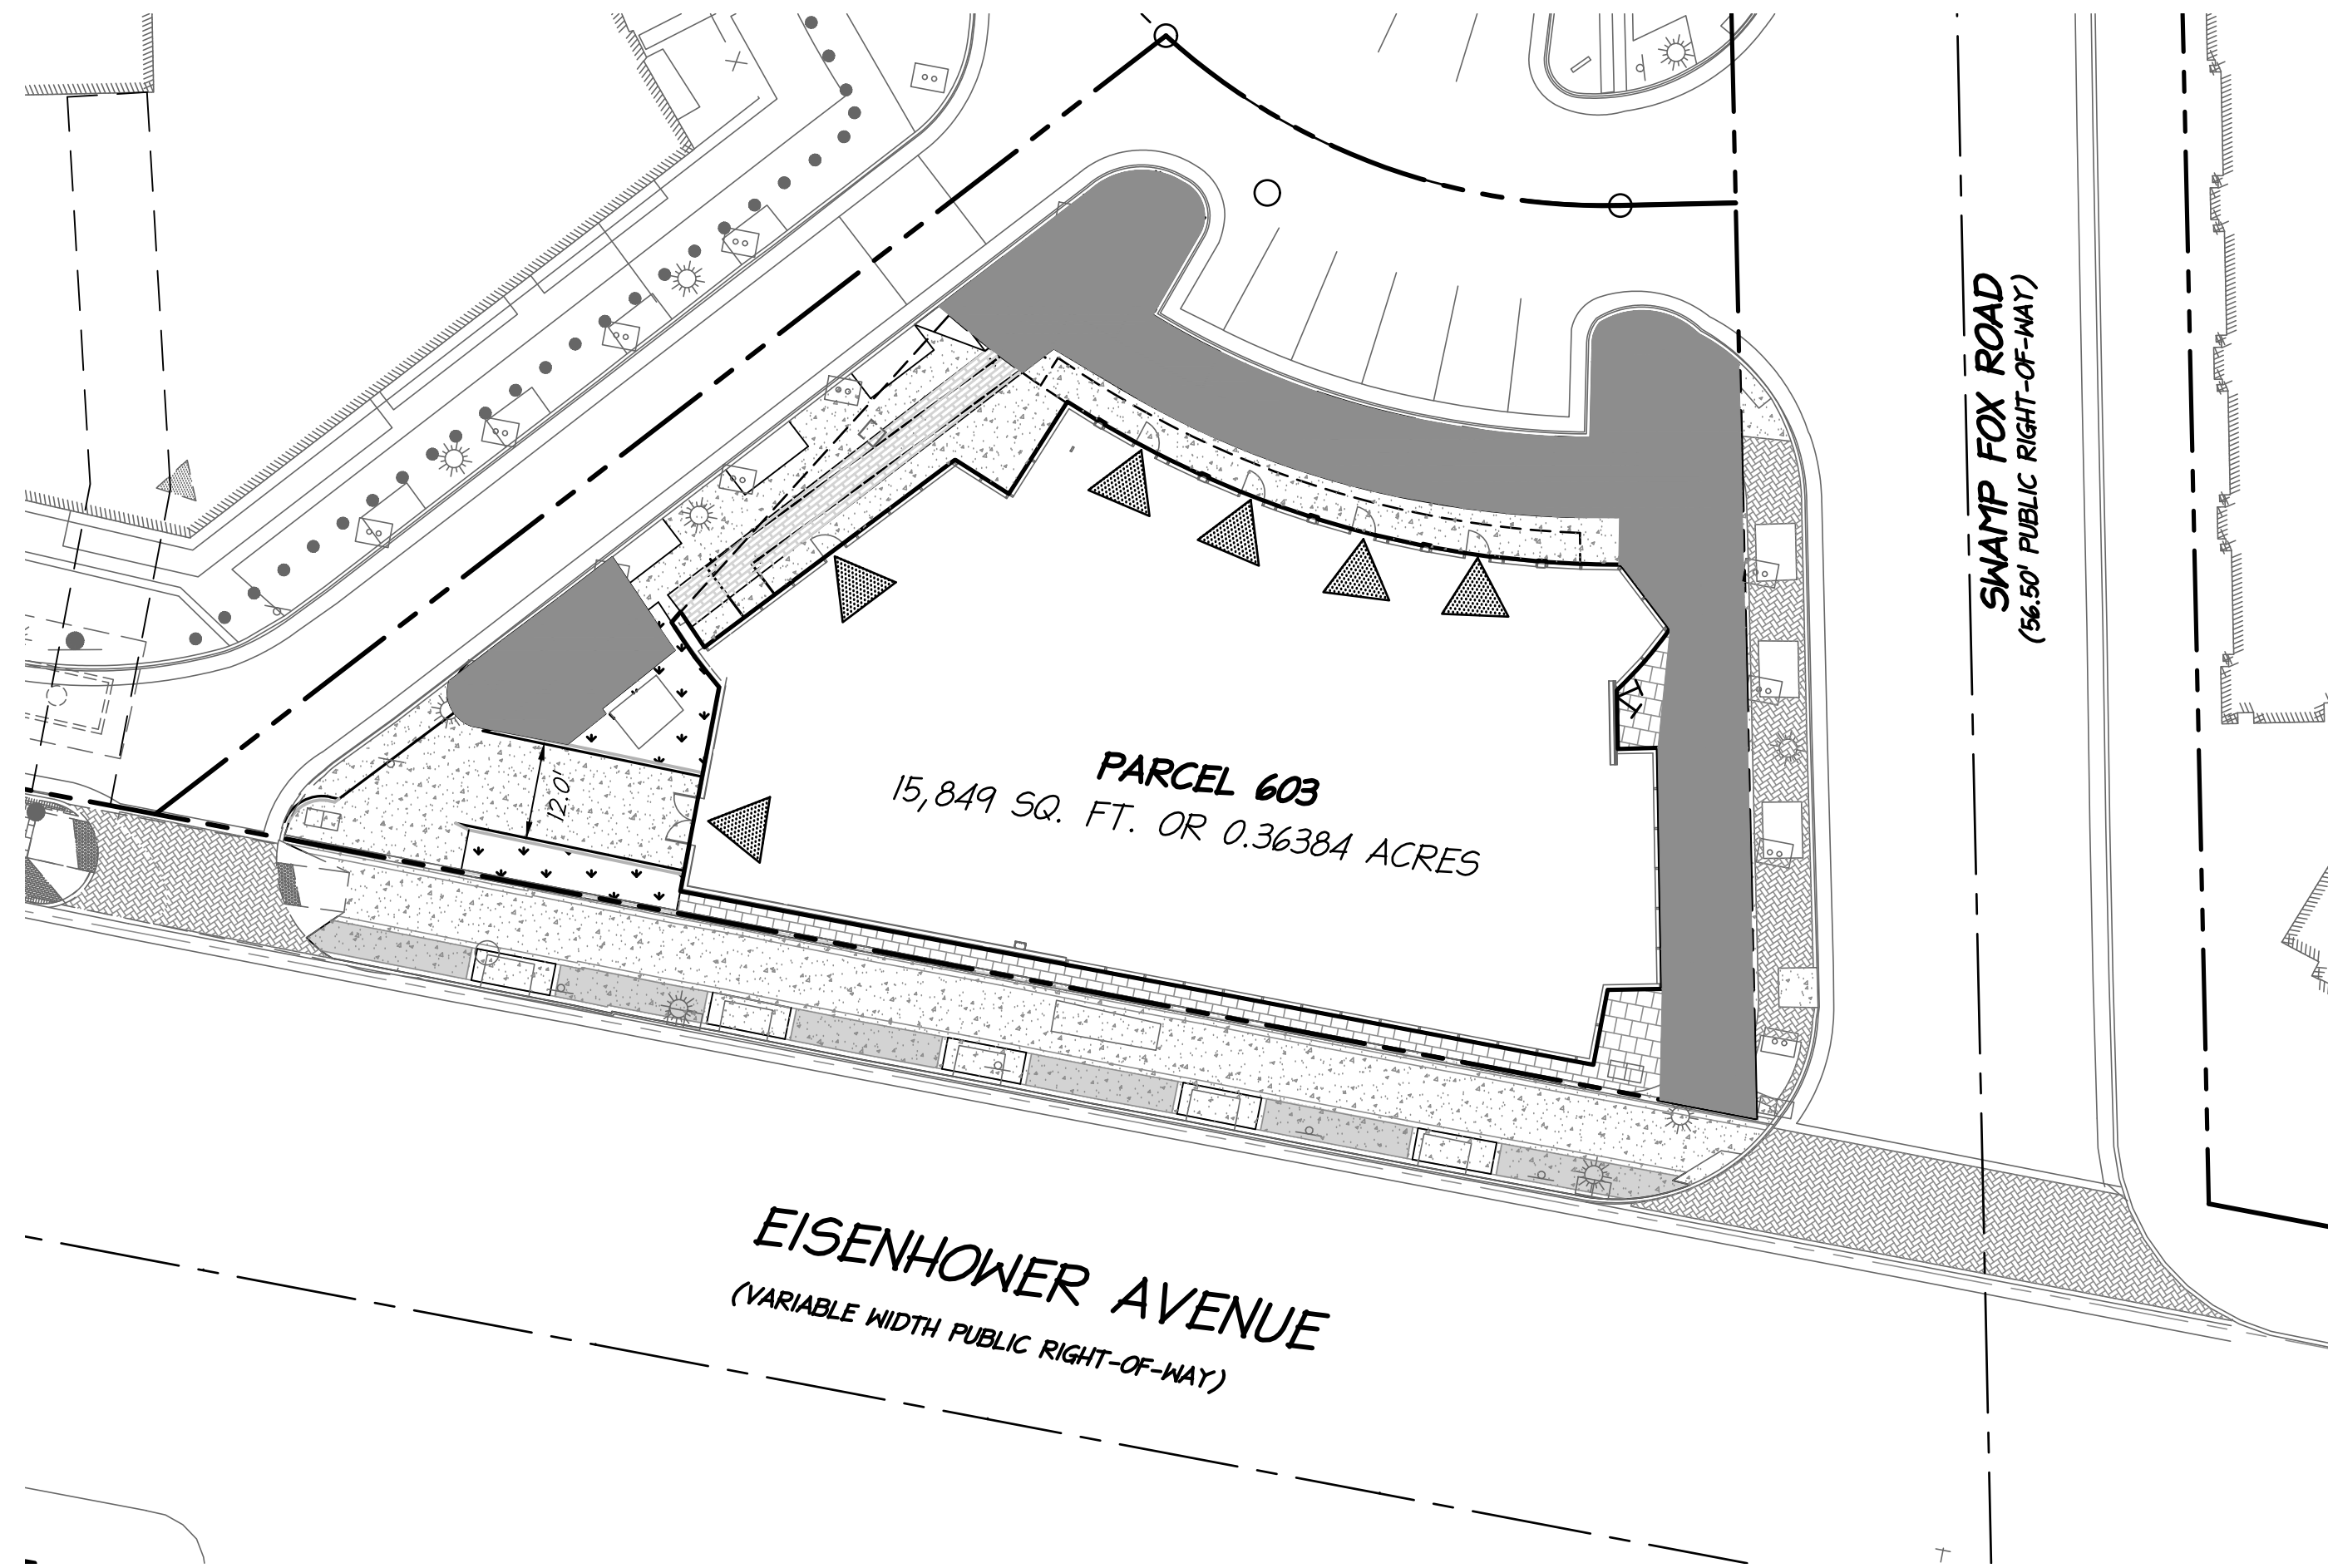 SWAMP FOX ROAD
(56.50' PUBLIC RIGHT-OF-WAY)
PARCEL 603
15,849 SQ. FT. OR 0.36384 ACRES
12.0'
EISENHOWER AVENUE
(VARIABLE WIDTH PUBLIC RIGHT-OF-WAY)